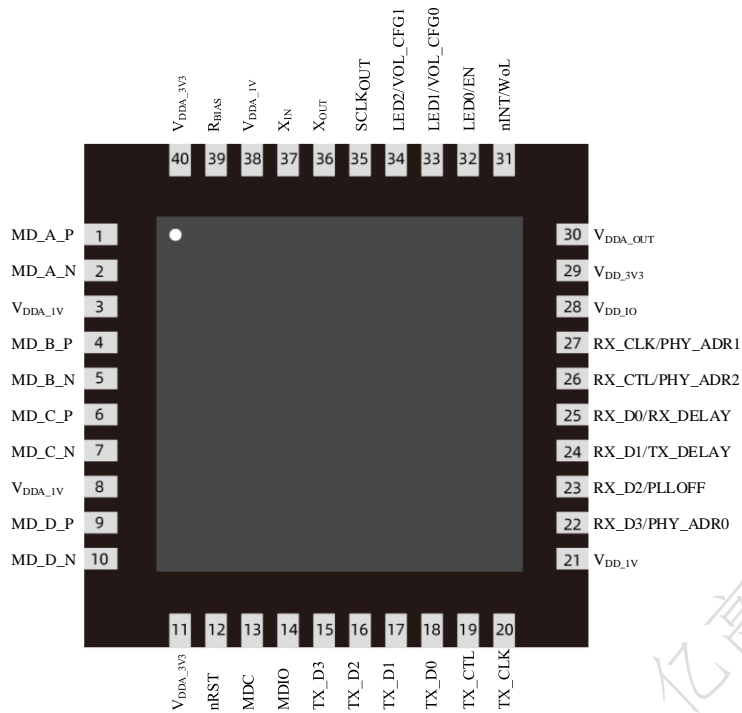 V_DDA_3V3
R_BIAS
V_DDA_1V
X_IN
X_OUT
SCLK_OUT
LED2/VOL_CFG1
LED1/VOL_CFG0
LED0/EN
nINT/WoL
40 39 38 37 36 35 34 33 32 31
MD_A_P 1
MD_A_N 2
V_DDA_1V 3
MD_B_P 4
MD_B_N 5
MD_C_P 6
MD_C_N 7
V_DDA_1V 8
MD_D_P 9
MD_D_N 10
30 V_DDA_OUT
29 V_DD_3V3
28 V_DD_IO
27 RX_CLK/PHY_ADR1
26 RX_CTL/PHY_ADR2
25 RX_D0/RX_DELAY
24 RX_D1/TX_DELAY
23 RX_D2/PLLOFF
22 RX_D3/PHY_ADR0
21 V_DD_1V
11 12 13 14 15 16 17 18 19 20
V_DDA_3V3
nRST
MDC
MDIO
TX_D3
TX_D2
TX_D1
TX_D0
TX_CTL
TX_CLK
亿